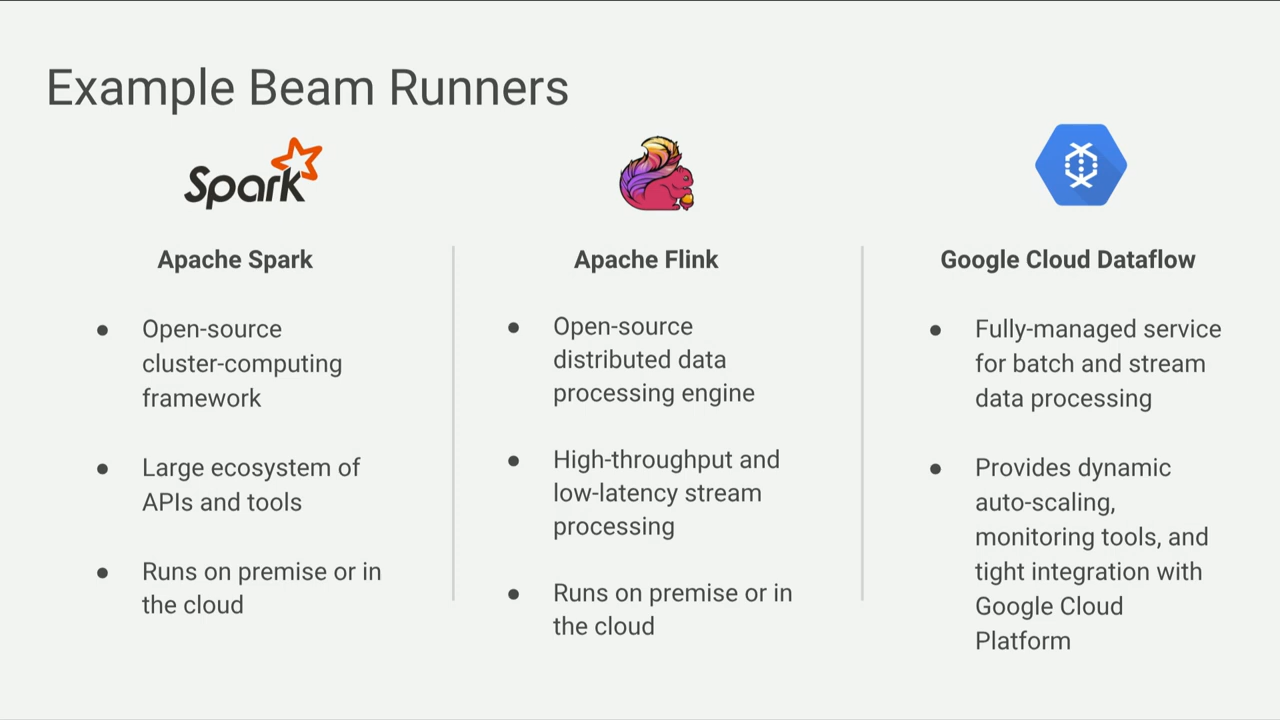 Example Beam Runners
Spark
Apache Spark
● Open-source
cluster-computing
framework
● Large ecosystem of
APIs and tools
● Runs on premise or in
the cloud
Apache Flink
● Open-source
distributed data
processing engine
● High-throughput and
low-latency stream
processing
● Runs on premise or in
the cloud
Google Cloud Dataflow
● Fully-managed service
for batch and stream
data processing
● Provides dynamic
auto-scaling,
monitoring tools, and
tight integration with
Google Cloud
Platform